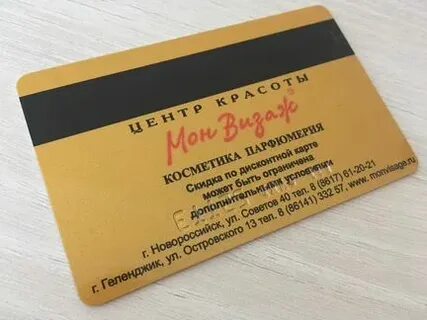 ЦЕНТР КРАСОТЫ
Мон Визаж®
КОСМЕТИКА ПАРФЮМЕРИЯ
Скидка по дисконтной карте
может быть ограничена
дополнительными условиями
г. Новороссийск, ул. Советов 40 тел. 8 (8617) 61-20-21
г. Геленджик, ул. Островского 13 тел. 8 (86141) 332 57, www.monvisage.ru